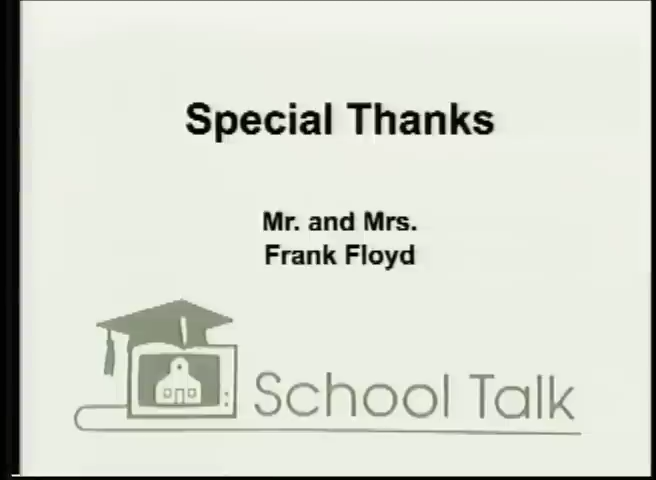 Special Thanks
Mr. and Mrs.
Frank Floyd
School Talk